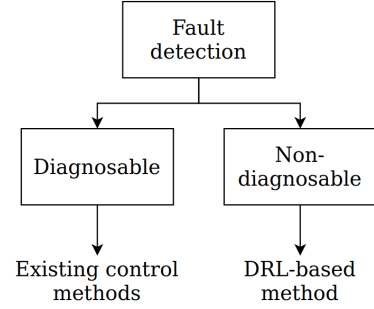 Fault
detection
Diagnosable
Non-
diagnosable
Existing control
methods
DRL-based
method